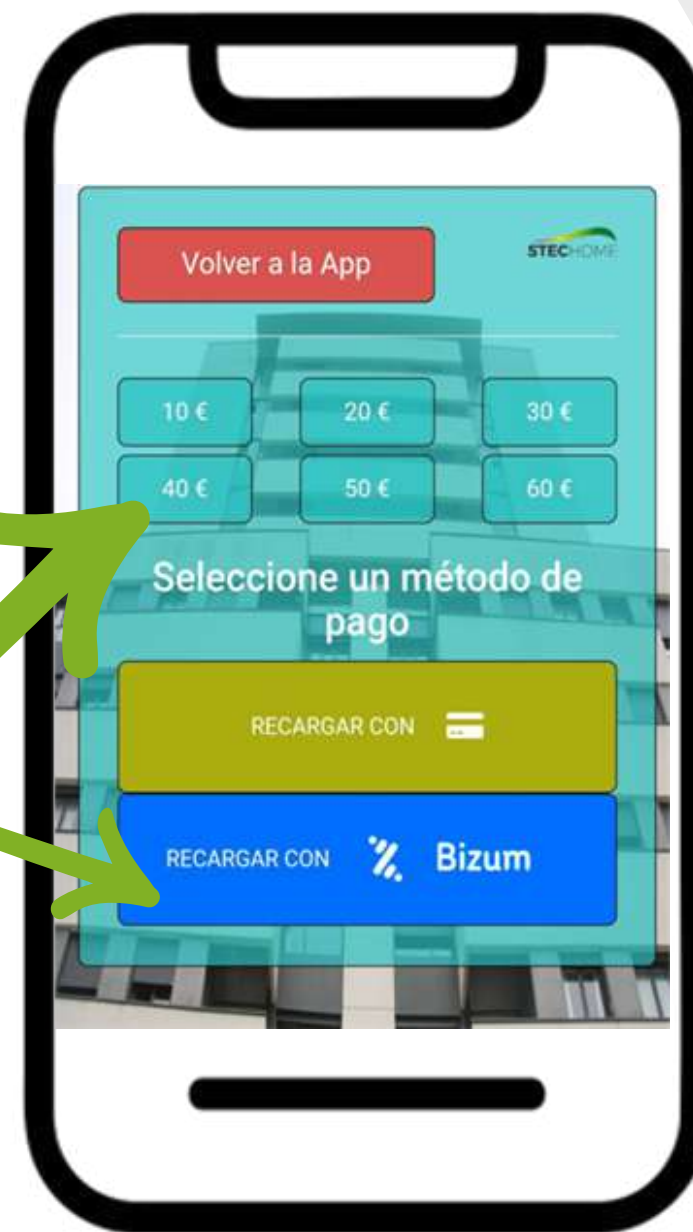 Volver a la App
STECHOME
10 € 20 € 30 €
40 € 50 € 60 €
Seleccione un método de
pago
RECARGAR CON
RECARGAR CON Bizum